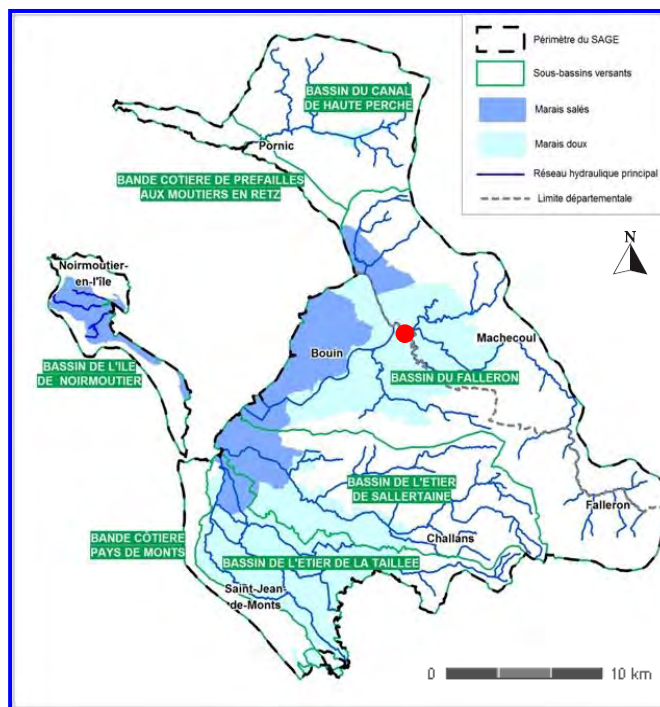 Périmètre du SAGE
Sous-bassins versants
Marais salés
Marais doux
Réseau hydraulique principal
Limite départementale
N
BASSIN DU CANAL
DE HAUTE PERCHE
Pornic
BANDE COTIERE DE PREFAILLES
AUX MOUTIERS EN RETZ
Noirmoutier-
en-l'île
BASSIN DE L'ILE
DE NOIRMOUTIER
Bouin
Machecoul
BASSIN DU FALLERON
BASSIN DE L'ETIER
DE SALLERTAINE
Falleron
BANDE CÔTIERE
PAYS DE MONTS
Challans
BASSIN DE L'ETIER DE LA TAILLEE
Saint-Jean-
de-Monts
0 10 km